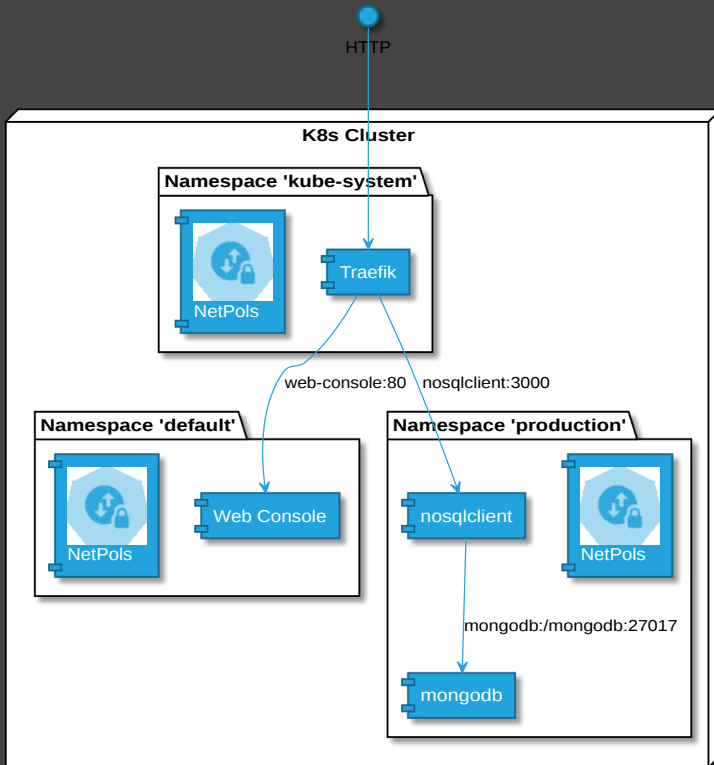 HTTP
K8s Cluster
Namespace 'kube-system'
NetPols
Traefik
web-console:80
nosqlclient:3000
Namespace 'default'
NetPols
Web Console
Namespace 'production'
nosqlclient
NetPols
mongodb:/mongodb:27017
mongodb